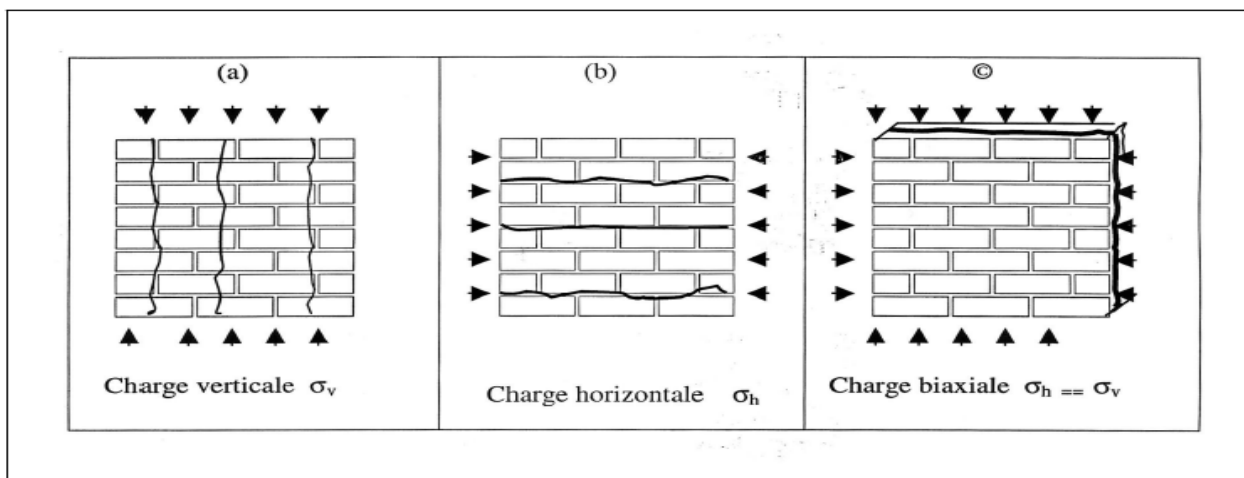 (a)
(b)
©
Charge verticale σv
Charge horizontale σh
Charge biaxiale σh == σv